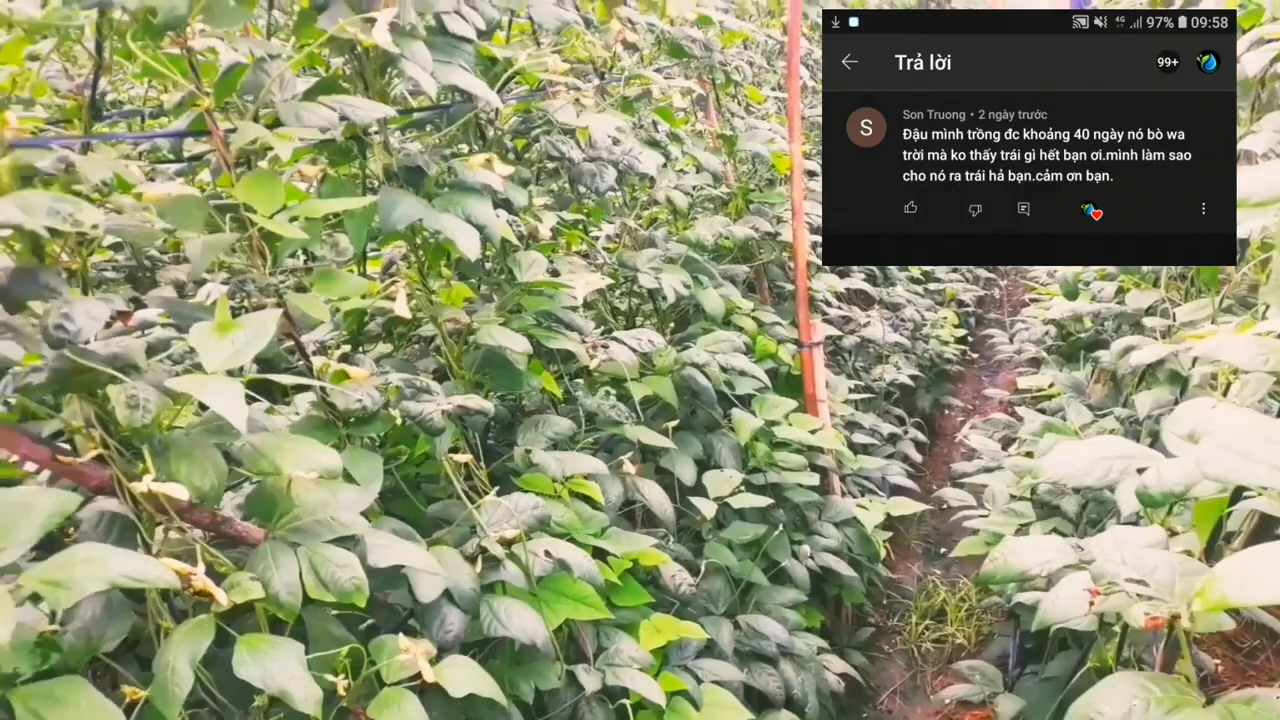 4G 97% 09:58
Trả lời
99+
S
Son Truong • 2 ngày trước
Đậu mình trồng đc khoảng 40 ngày nó bò wa
trời mà ko thấy trái gì hết bạn ơi.mình làm sao
cho nó ra trái hả bạn.cảm ơn bạn.